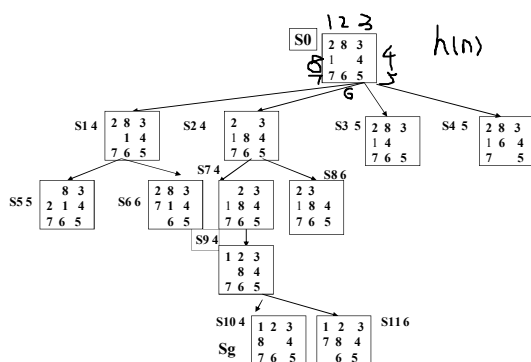 1 2 3
S0
2 8 3
1 4
7 6 5
8
4
7
6
5
h(n)
S1 4
2 8 3
1 4
7 6 5
S2 4
2 3
1 8 4
7 6 5
S3 5
2 8 3
1 4
7 6 5
S4 5
2 8 3
1 6 4
7 5
S5 5
8 3
2 1 4
7 6 5
S6 6
2 8 3
7 1 4
6 5
S7 4
2 3
1 8 4
7 6 5
S8 6
2 3
1 8 4
7 6 5
S9 4
1 2 3
8 4
7 6 5
S10 4
Sg
1 2 3
8 4
7 6 5
S11 6
1 2 3
7 8 4
6 5